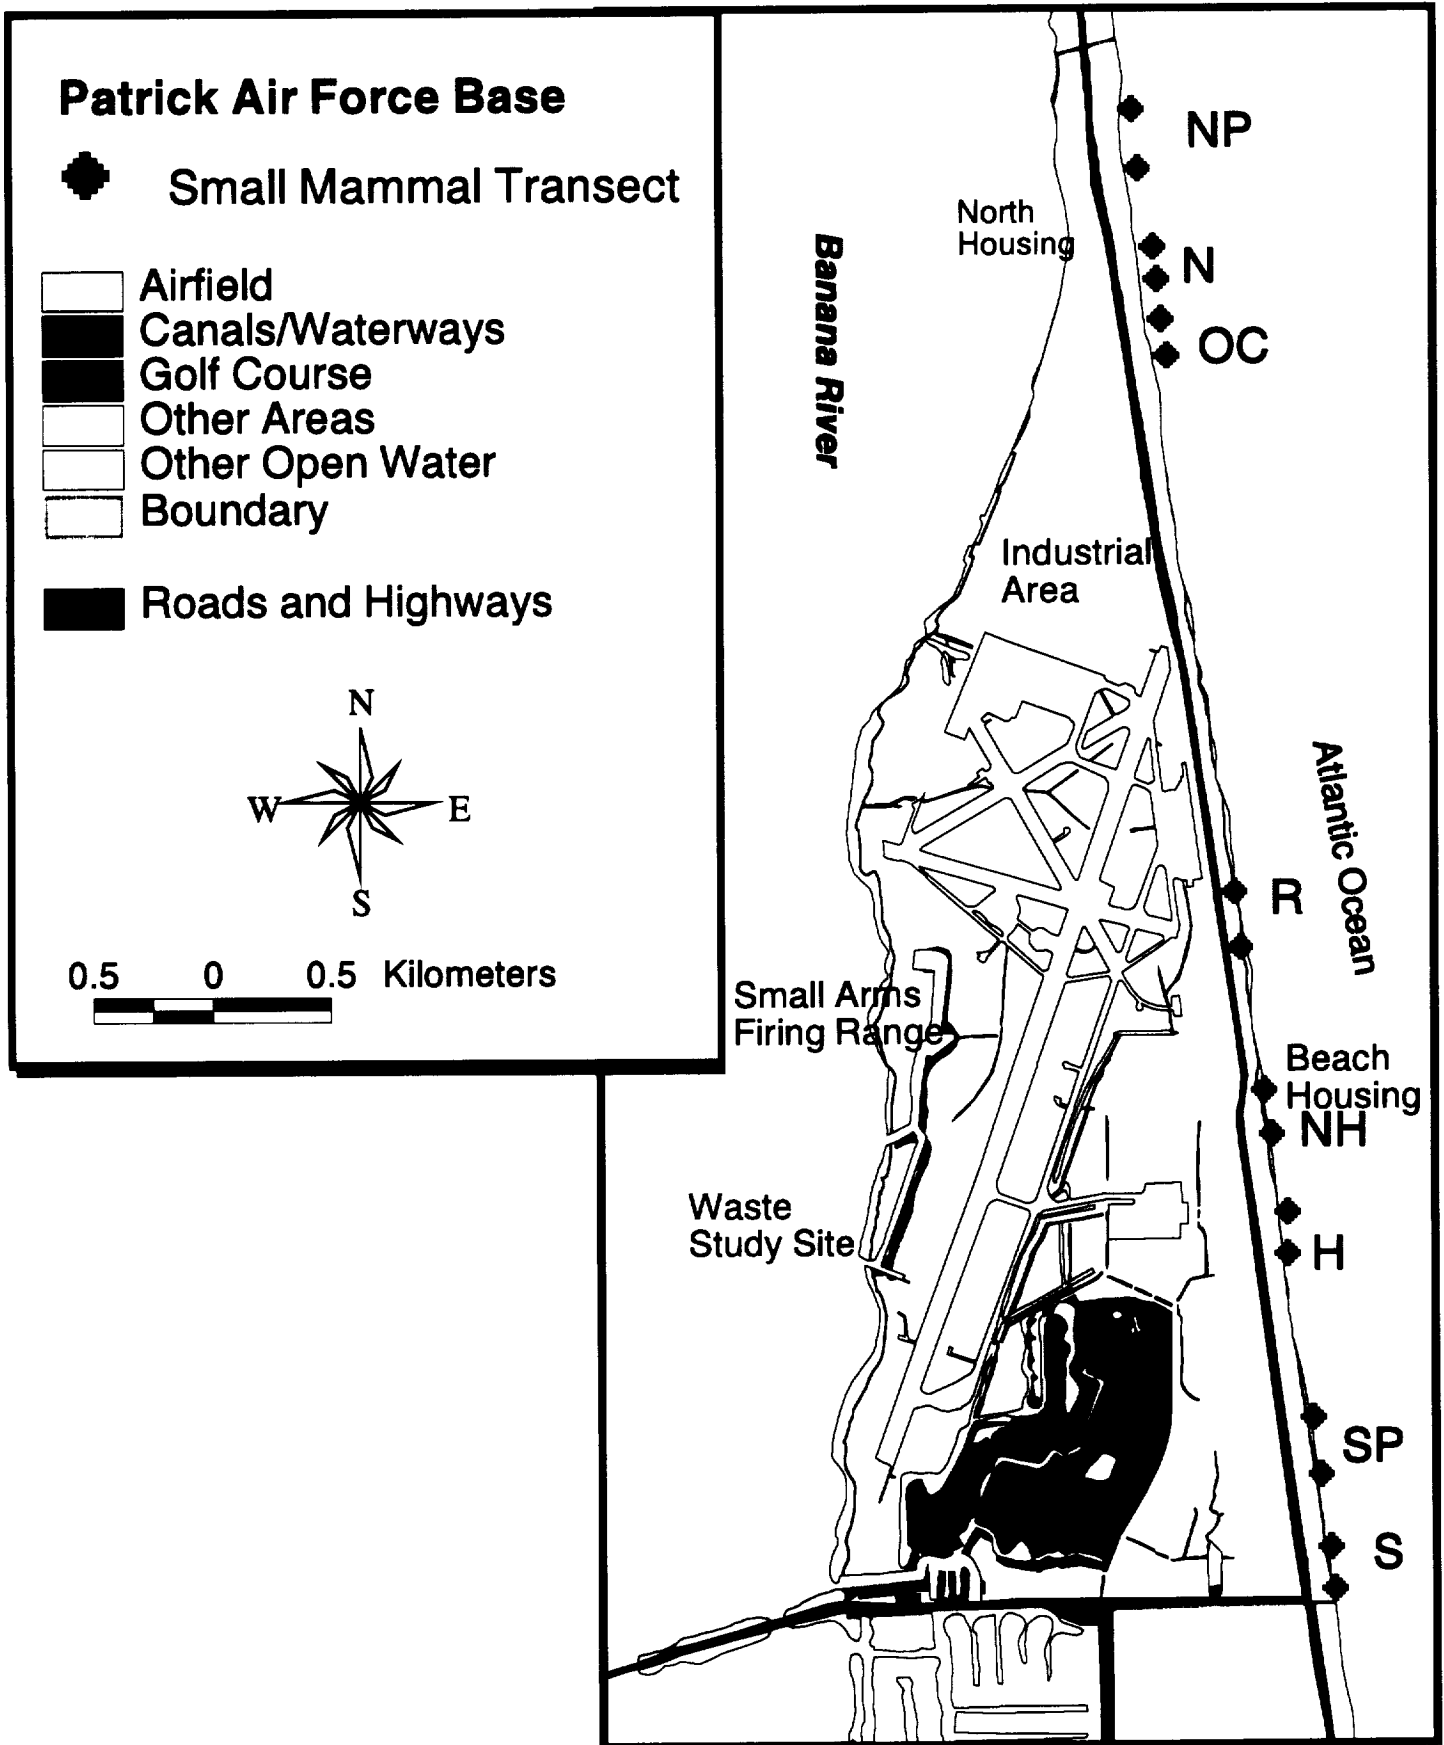 Patrick Air Force Base
Small Mammal Transect
Airfield
Canals/Waterways
Golf Course
Other Areas
Other Open Water
Boundary
Roads and Highways
N
W
E
S
0.5 0 0.5 Kilometers
NP
North
Housing
N
Banana River
OC
Industrial
Area
Atlantic Ocean
R
Small Arms
Firing Range
Beach
Housing
NH
Waste
Study Site
H
SP
S